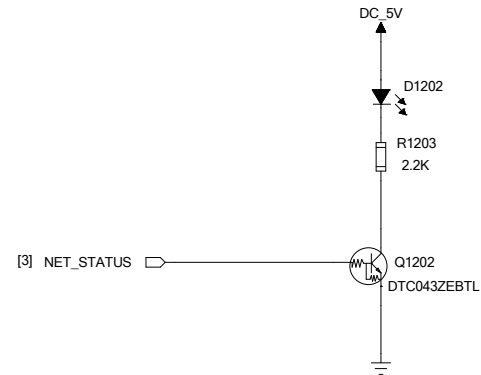 DC_5V
D1202
R1203
2.2K
[3] NET_STATUS
Q1202
DTC043ZEBTL